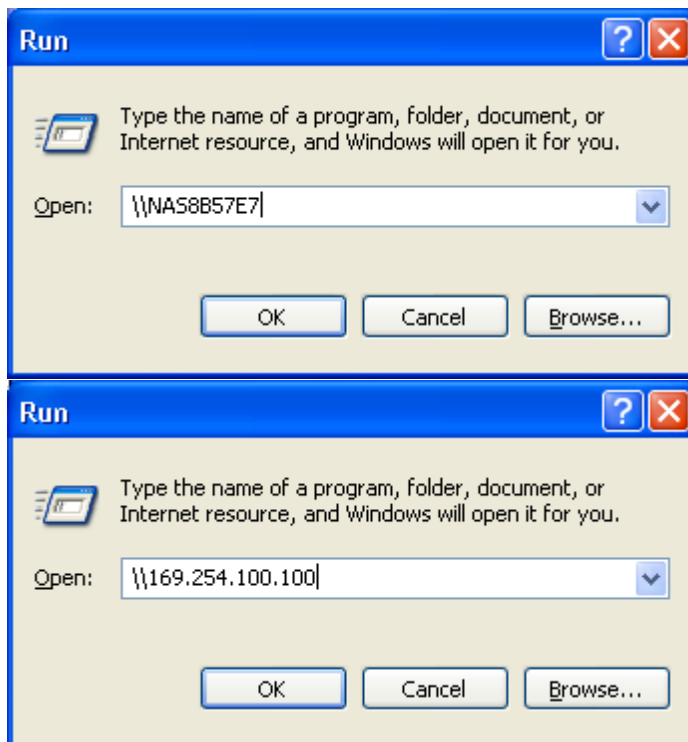 Run
Type the name of a program, folder, document, or
Internet resource, and Windows will open it for you.
Open: \\NAS8B57E7
OK Cancel Browse...
Run
Type the name of a program, folder, document, or
Internet resource, and Windows will open it for you.
Open: \\169.254.100.100
OK Cancel Browse...